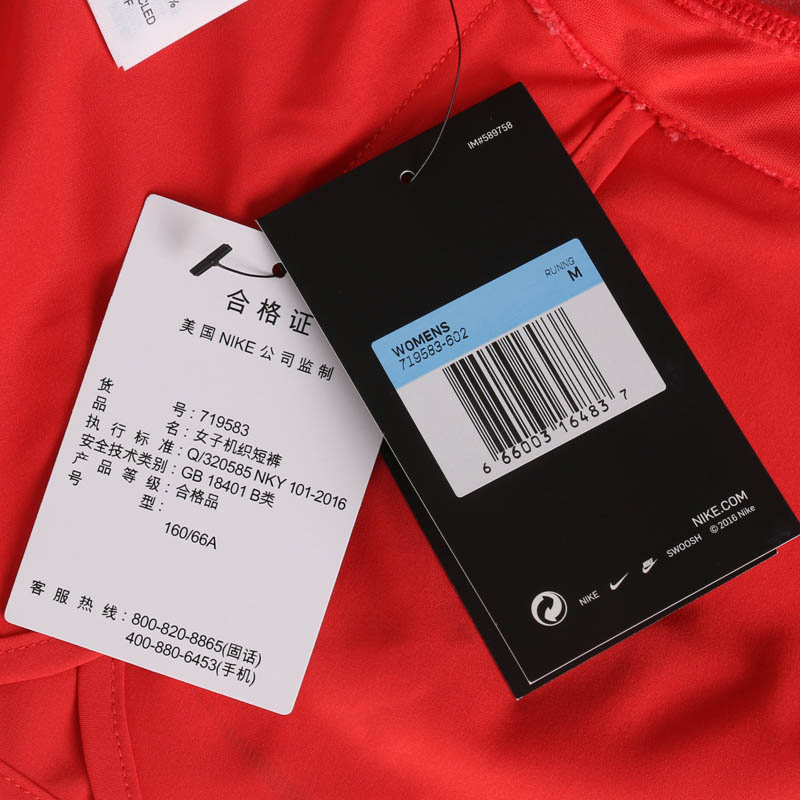 CLED
%
FF
IM#589758
RUNNG
M
WOMENS
719583-602
6 66003 16483 7
NIKE.COM
© 2016 Nike
NIKE
SWOOSH
合格证
美国 NIKE 公司监制
货 号: 719583
品 名: 女子机织短裤
执行标准: Q/320585 NKY 101-2016
安全技术类别: GB 18401 B类
产品等级: 合格品
号 型:
160/66A
客服热线: 800-820-8865(固话)
400-880-6453(手机)